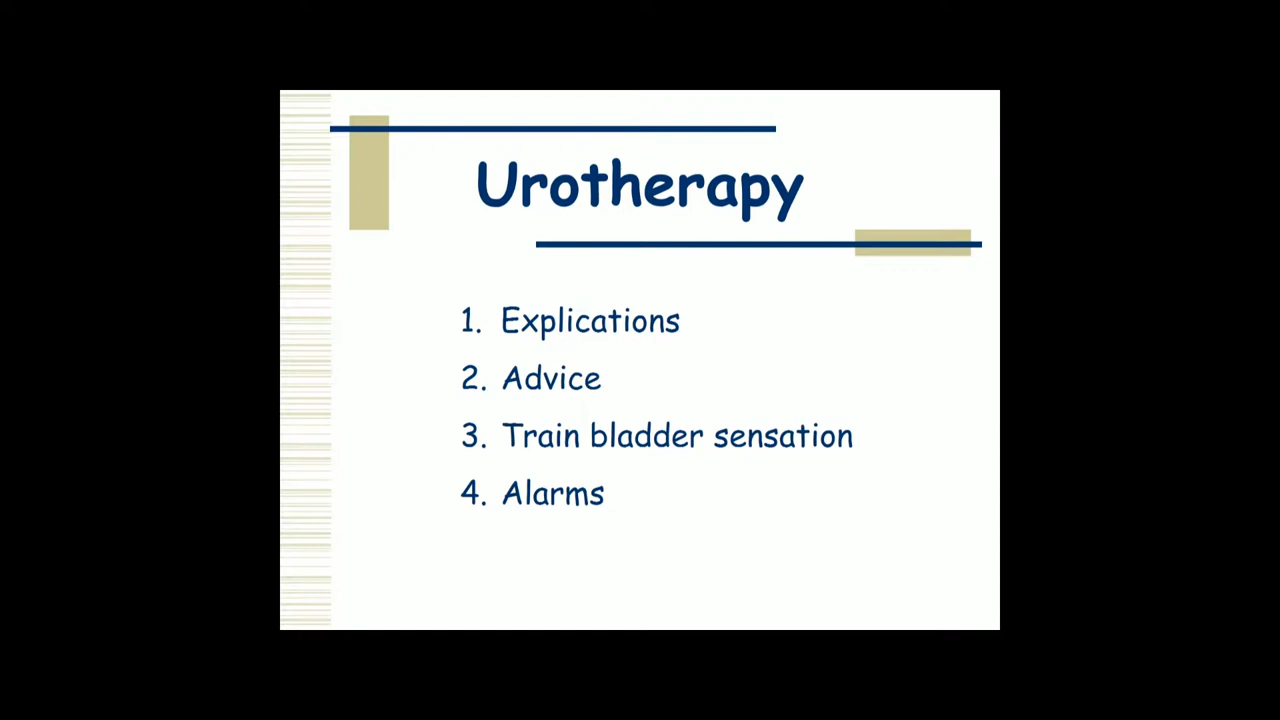 Urotherapy
1. Explications
2. Advice
3. Train bladder sensation
4. Alarms